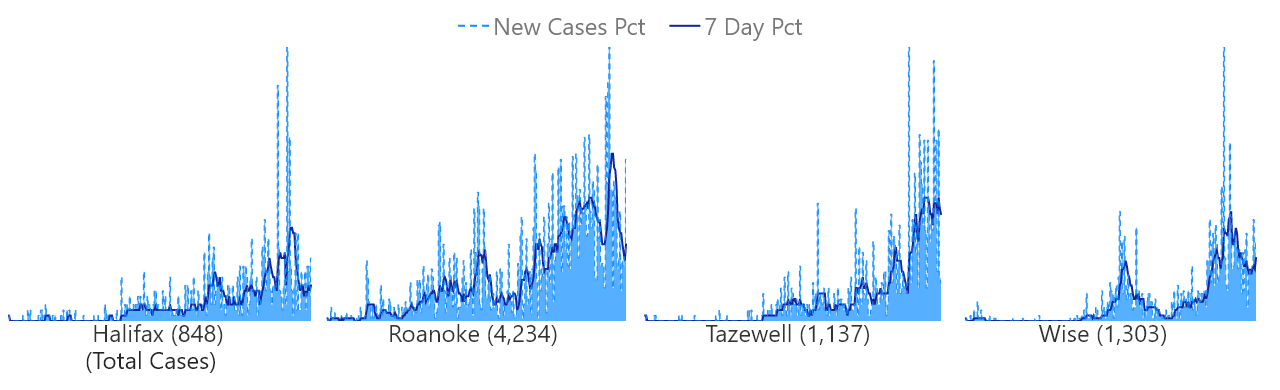 New Cases Pct 7 Day Pct
Halifax (848) Roanoke (4,234) Tazewell (1,137) Wise (1,303)
(Total Cases)